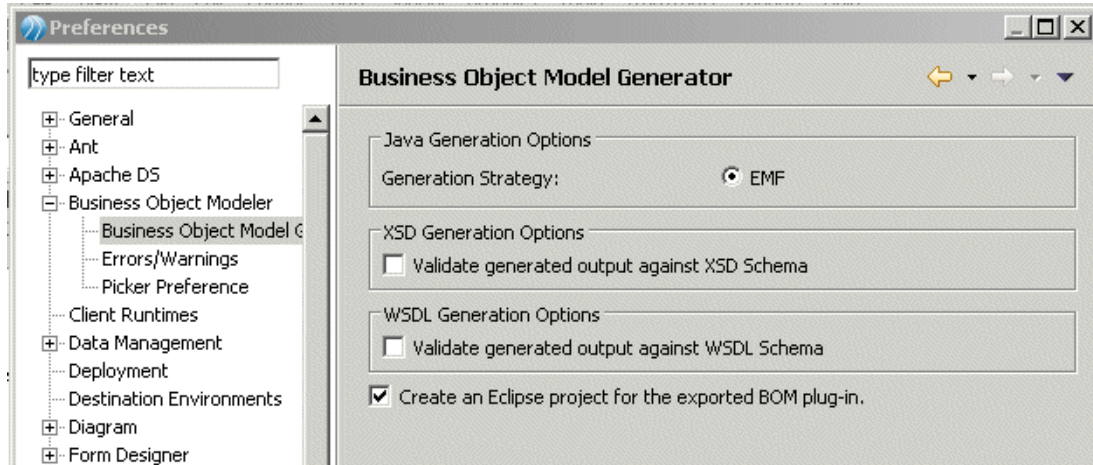 Preferences
type filter text
General
Ant
Apache DS
Business Object Modeler
Business Object Model G
Errors/Warnings
Picker Preference
Client Runtimes
Data Management
Deployment
Destination Environments
Diagram
Form Designer
Business Object Model Generator
Java Generation Options
Generation Strategy: EMF
XSD Generation Options
Validate generated output against XSD Schema
WSDL Generation Options
Validate generated output against WSDL Schema
Create an Eclipse project for the exported BOM plug-in.